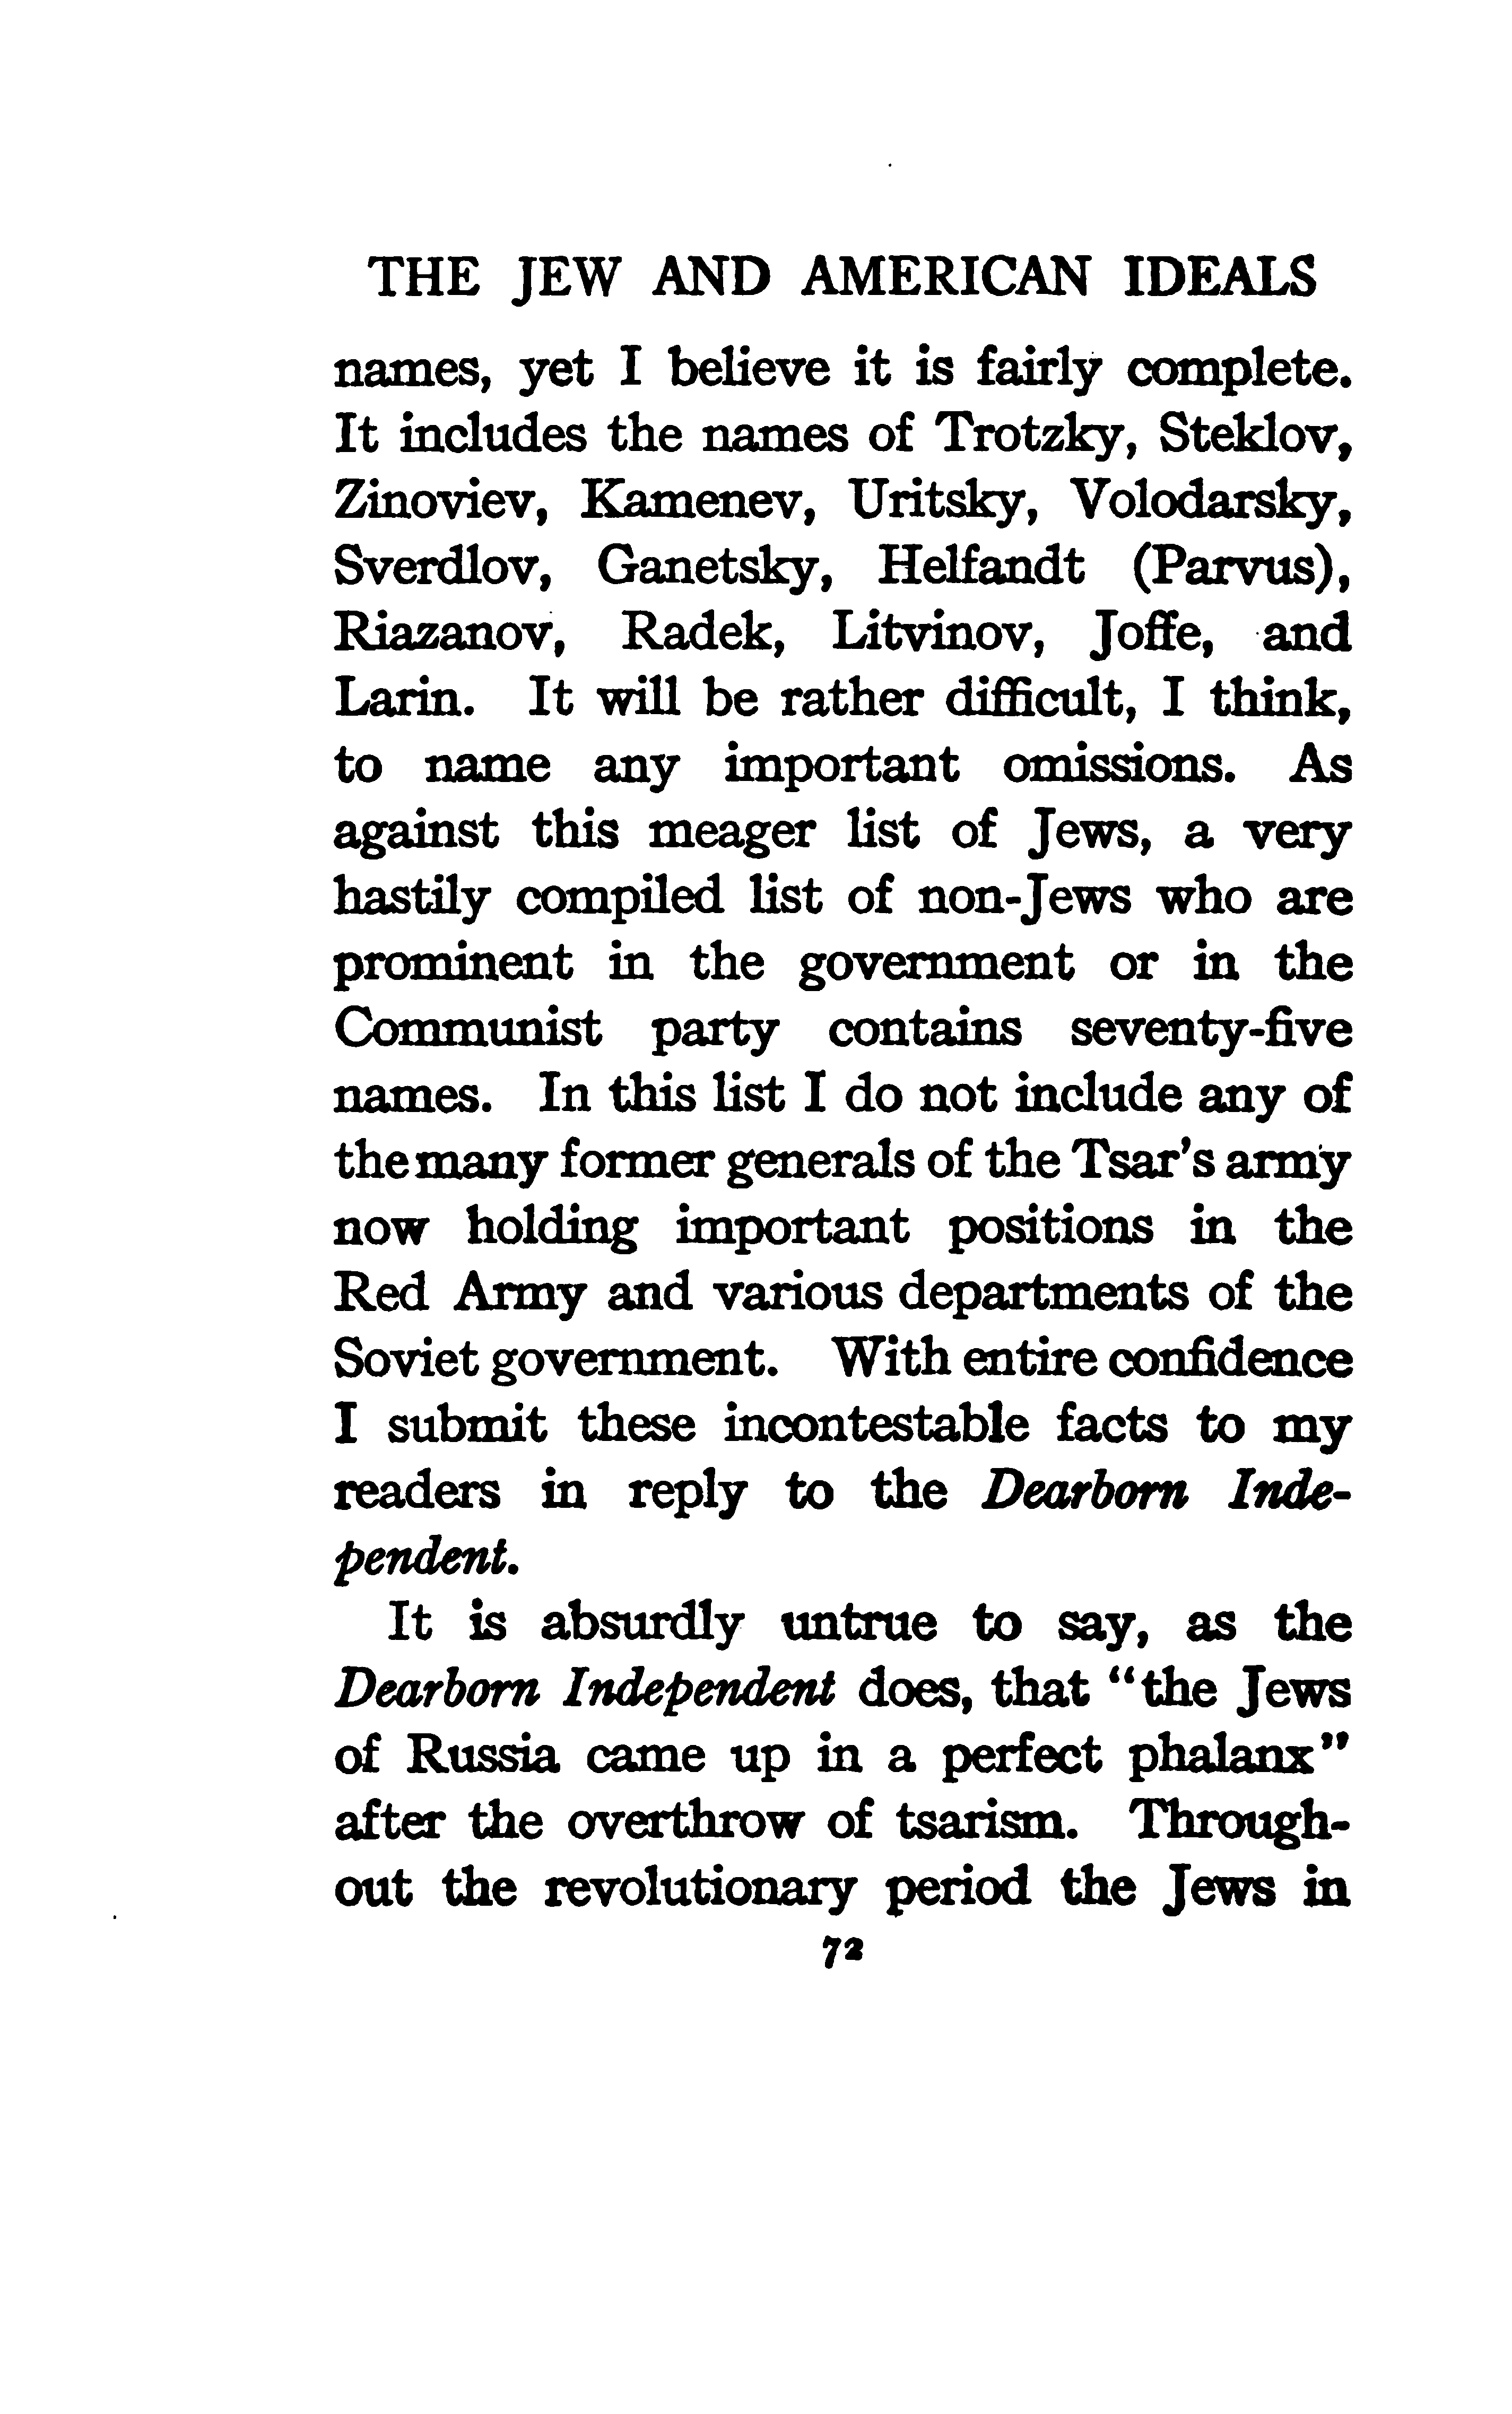 THE JEW AND AMERICAN IDEALS
names, yet I believe it is fairly complete.
It includes the names of Trotzky, Steklov,
Zinoviev, Kamenev, Uritsky, Volodarsky,
Sverdlov, Ganetsky, Helfandt (Parvus),
Riazanov, Radek, Litvinov, Joffe, and
Larin. It will be rather difficult, I think,
to name any important omissions. As
against this meager list of Jews, a very
hastily compiled list of non-Jews who are
prominent in the government or in the
Communist party contains seventy-five
names. In this list I do not include any of
the many former generals of the Tsar's army
now holding important positions in the
Red Army and various departments of the
Soviet government. With entire confidence
I submit these incontestable facts to my
readers in reply to the Dearborn Inde-
pendent.
It is absurdly untrue to say, as the
Dearborn Independent does, that "the Jews
of Russia came up in a perfect phalanx"
after the overthrow of tsarism. Through-
out the revolutionary period the Jews in
72